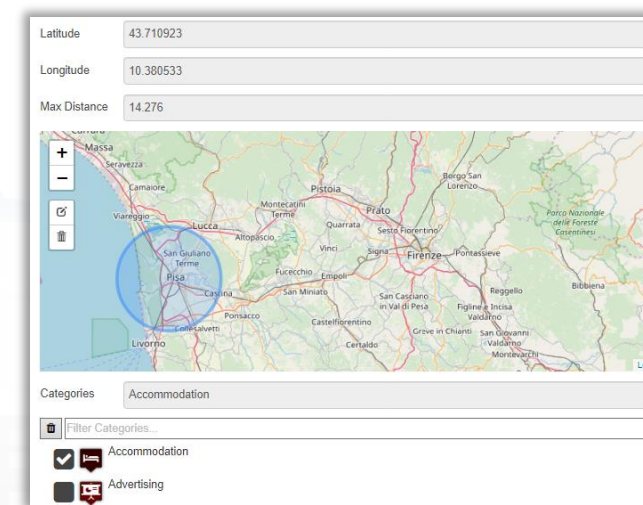 Latitude 43.710923
Longitude 10.380533
Max Distance 14.276
+
Massa
Seravezza
−
Camaiore
Borgo San
Lorenzo
Pistoia
Montecatini
Terme
Prato
Viareggio
Lucca
Quarrata
Sesto Fiorentino
Parco Nazionale
delle Foreste
Casentinesi
Altopascio
Vinci
Signa
Firenze
Pontassieve
San Giuliano
Terme
Pisa
Fucecchio
Empoli
Cascina
San Miniato
San Casciano
in Val di Pesa
Reggello
Bibbiena
Figline e Incisa
Valdarno
Ponsacco
Castelfiorentino
Collesalvetti
Greve in Chianti
San Giovanni
Valdarno
Livorno
Certaldo
Montevarchi
Categories Accommodation
Filter Categories...
Accommodation
Advertising